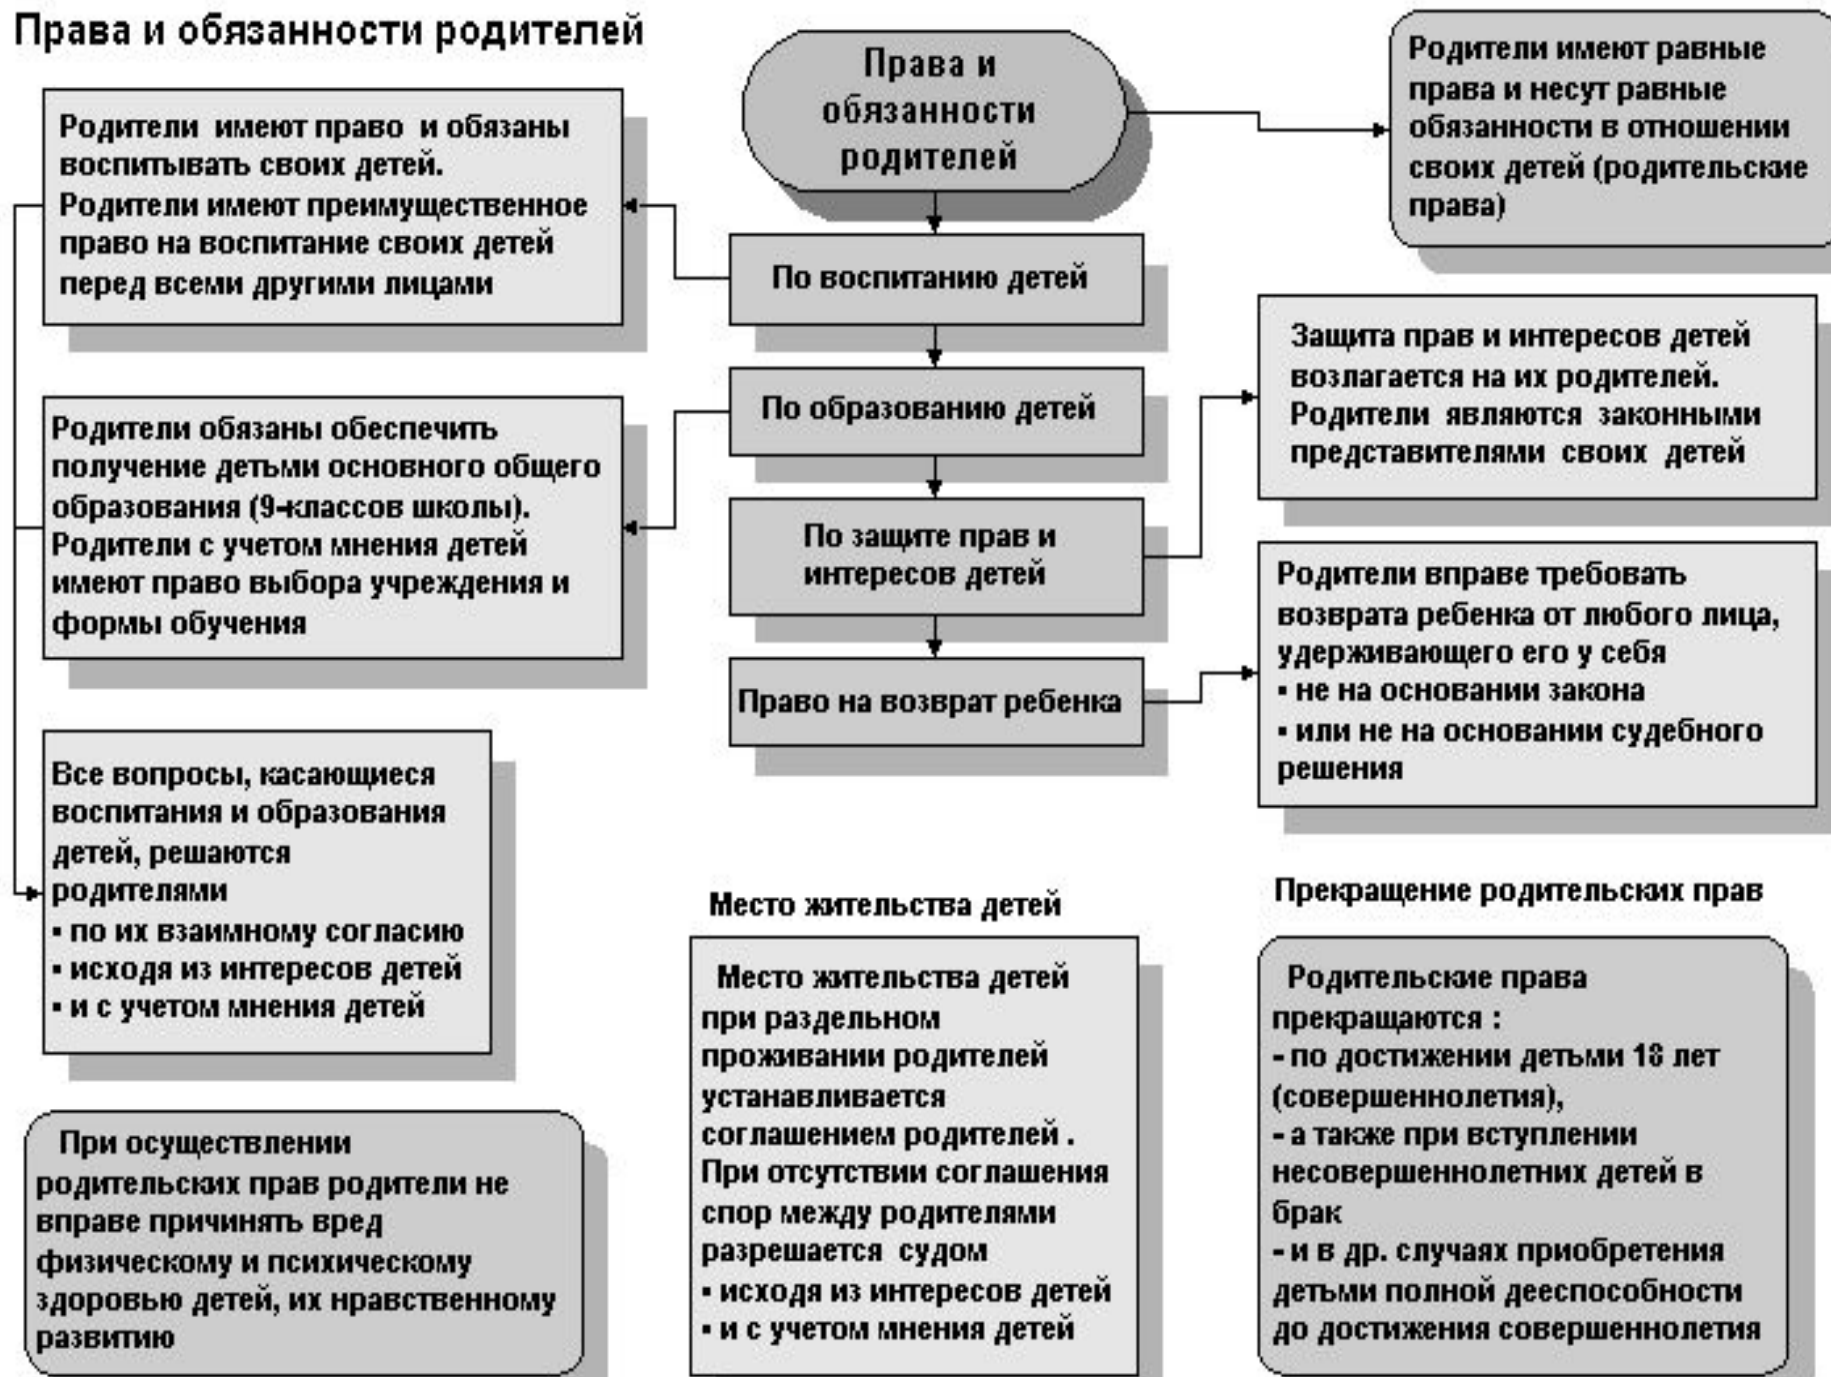 Права и обязанности родителей
Права и
обязанности
родителей
Родители имеют равные
права и несут равные
обязанности в отношении
своих детей (родительские
права)
Родители имеют право и обязаны
воспитывать своих детей.
Родители имеют преимущественное
право на воспитание своих детей
перед всеми другими лицами
По воспитанию детей
Защита прав и интересов детей
возлагается на их родителей.
Родители являются законными
представителями своих детей
По образованию детей
Родители обязаны обеспечить
получение детьми основного общего
образования (9-классов школы).
Родители с учетом мнения детей
имеют право выбора учреждения и
формы обучения
По защите прав и
интересов детей
Родители вправе требовать
возврата ребенка от любого лица,
удерживающего его у себя
▪ не на основании закона
▪ или не на основании судебного
решения
Право на возврат ребенка
Все вопросы, касающиеся
воспитания и образования
детей, решаются
родителями
▪ по их взаимному согласию
▪ исходя из интересов детей
▪ и с учетом мнения детей
Место жительства детей
Место жительства детей
при раздельном
проживании родителей
устанавливается
соглашением родителей .
При отсутствии соглашения
спор между родителями
разрешается судом
▪ исходя из интересов детей
▪ и с учетом мнения детей
Прекращение родительских прав
Родительские права
прекращаются :
- по достижении детьми 18 лет
(совершеннолетия),
- а также при вступлении
несовершеннолетних детей в
брак
- и в др. случаях приобретения
детьми полной дееспособности
до достижения совершеннолетия
При осуществлении
родительских прав родители не
вправе причинять вред
физическому и психическому
здоровью детей, их нравственному
развитию